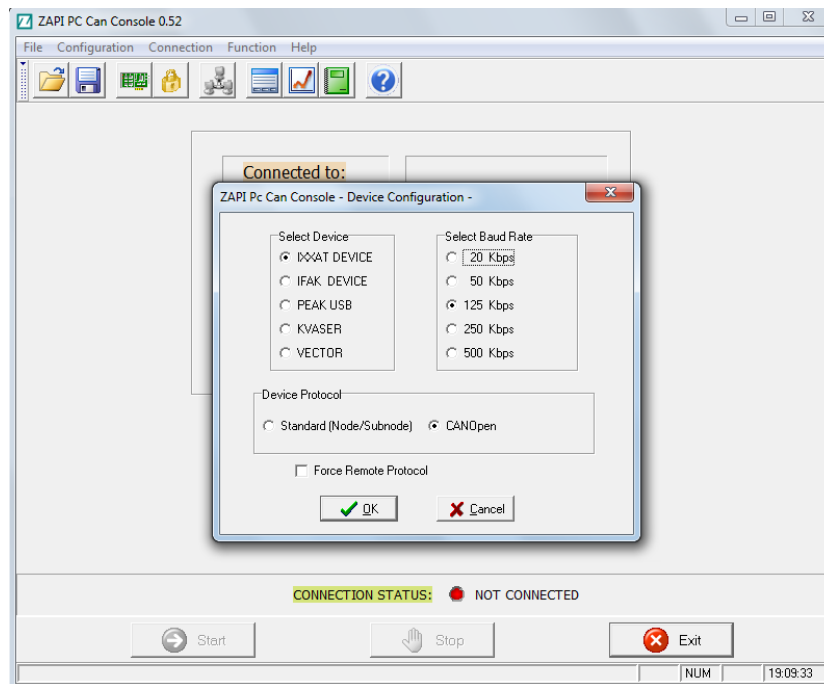 ZAPI PC Can Console 0.52
File Configuration Connection Function Help
Connected to:
ZAPI Pc Can Console - Device Configuration -
Select Device
IXXAT DEVICE
IFAK DEVICE
PEAK USB
KVASER
VECTOR
Select Baud Rate
20 Kbps
50 Kbps
125 Kbps
250 Kbps
500 Kbps
Device Protocol
Standard (Node/Subnode) CANOpen
Force Remote Protocol
OK Cancel
CONNECTION STATUS: NOT CONNECTED
Start Stop Exit
NUM 19:09:33